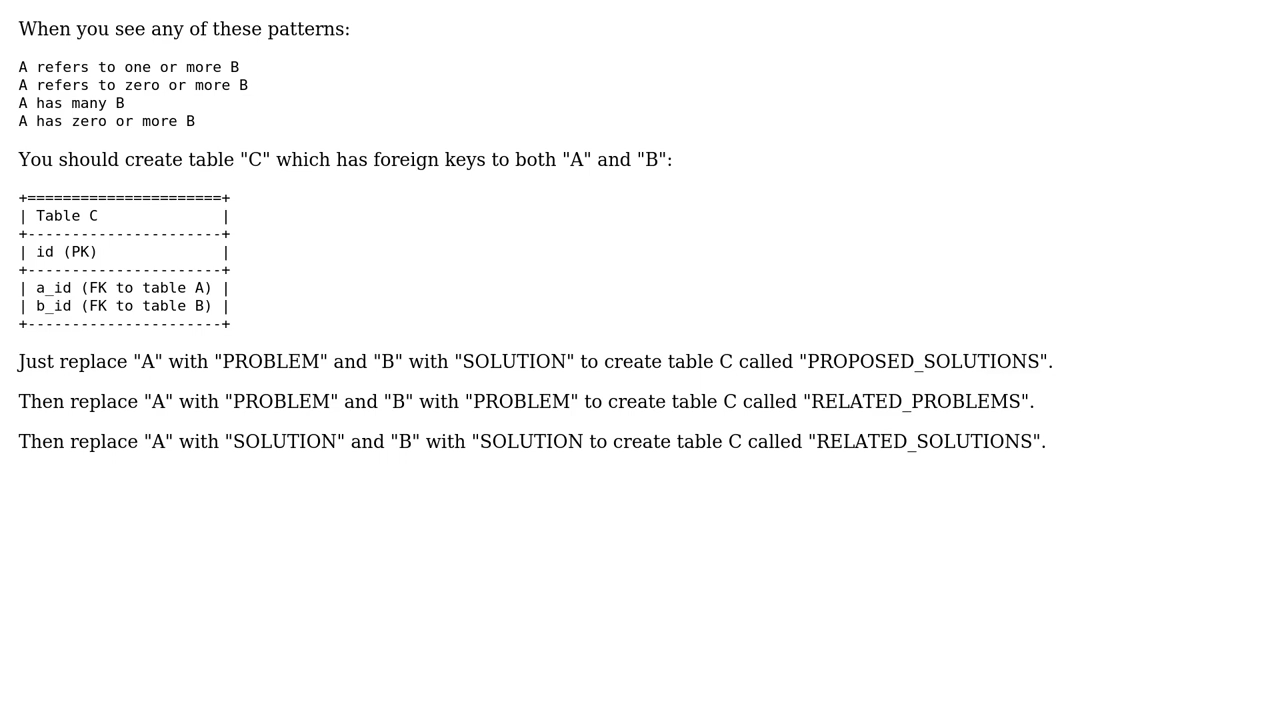 When you see any of these patterns:
A refers to one or more B
A refers to zero or more B
A has many B
A has zero or more B
You should create table "C" which has foreign keys to both "A" and "B":
+======================+
| Table C              |
+----------------------+
| id (PK)              |
+----------------------+
| a_id (FK to table A) |
| b_id (FK to table B) |
+----------------------+
Just replace "A" with "PROBLEM" and "B" with "SOLUTION" to create table C called "PROPOSED_SOLUTIONS".
Then replace "A" with "PROBLEM" and "B" with "PROBLEM" to create table C called "RELATED_PROBLEMS".
Then replace "A" with "SOLUTION" and "B" with "SOLUTION to create table C called "RELATED_SOLUTIONS".